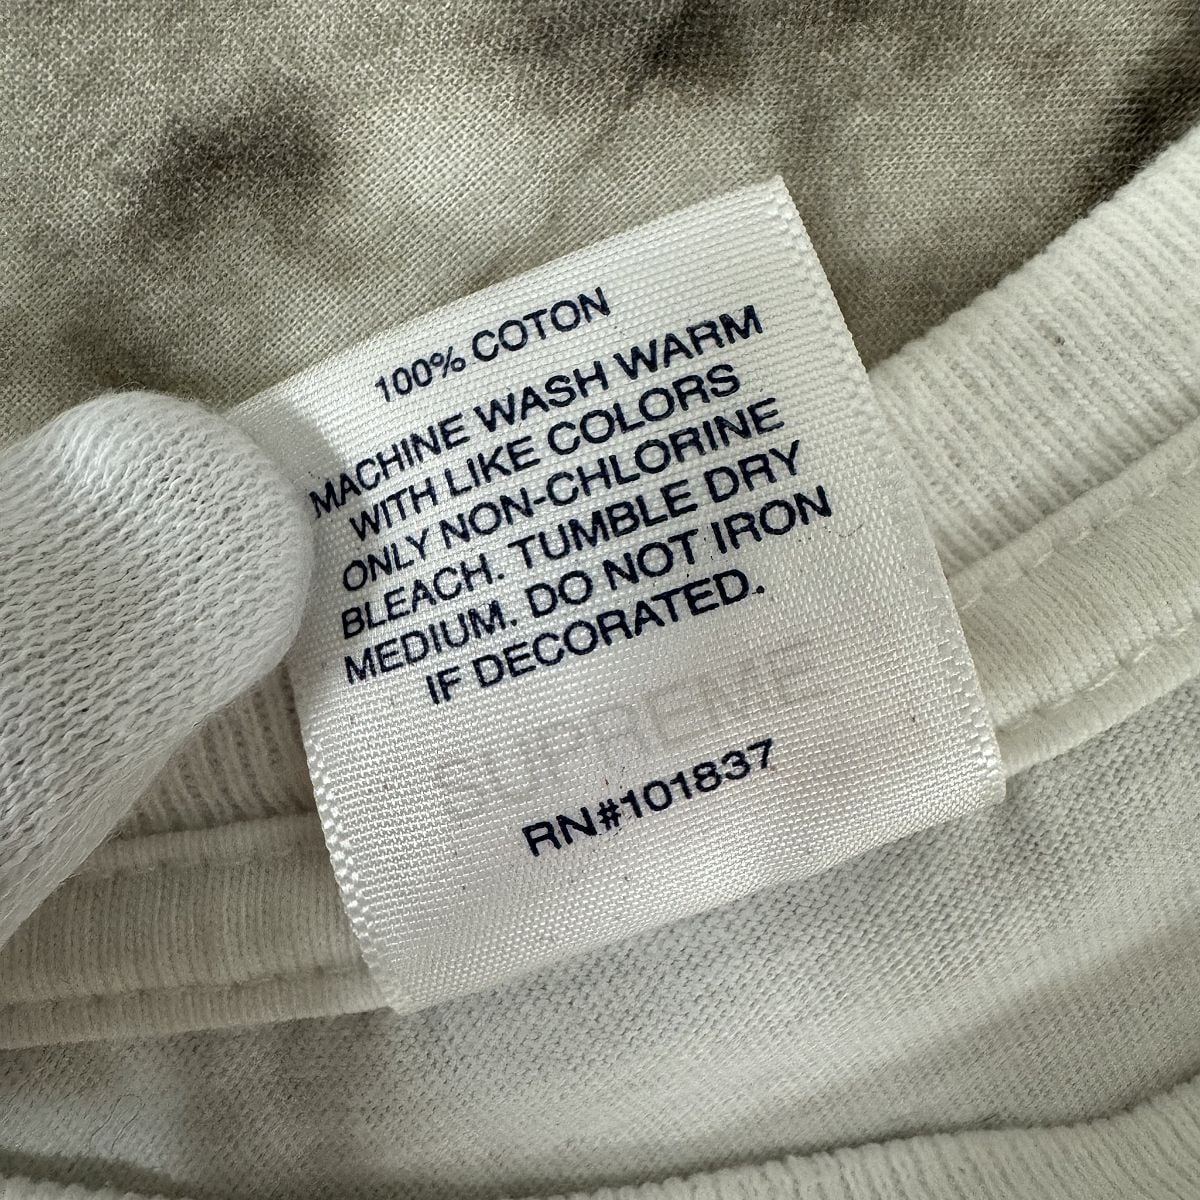 100% COTON
MACHINE WASH WARM
WITH LIKE COLORS
ONLY NON-CHLORINE
BLEACH. TUMBLE DRY
MEDIUM. DO NOT IRON
IF DECORATED.
SUPREME
RN#101837